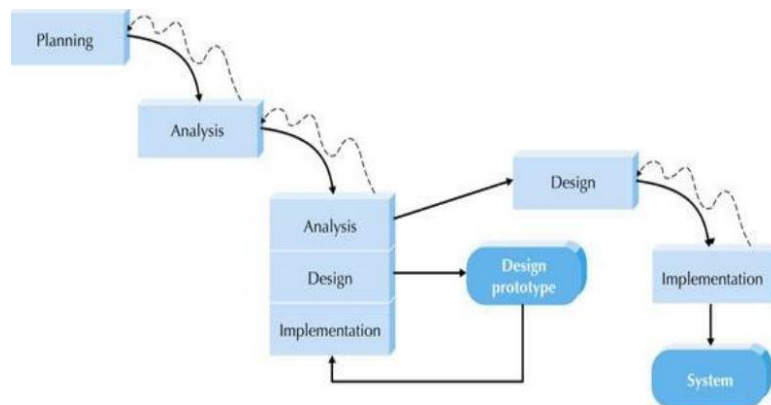 Planning
Analysis
Analysis
Design
Implementation
Design
prototype
Design
Implementation
System